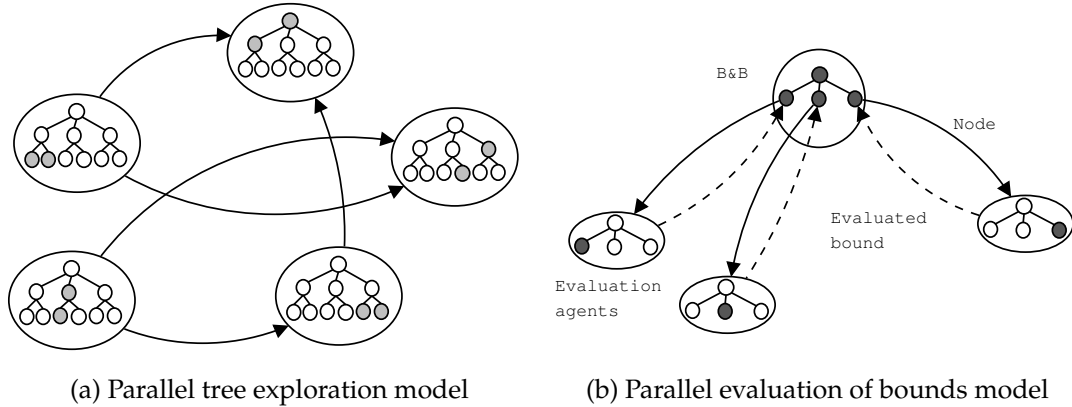 B&B
Node
Evaluated
bound
Evaluation
agents
(a) Parallel tree exploration model
(b) Parallel evaluation of bounds model